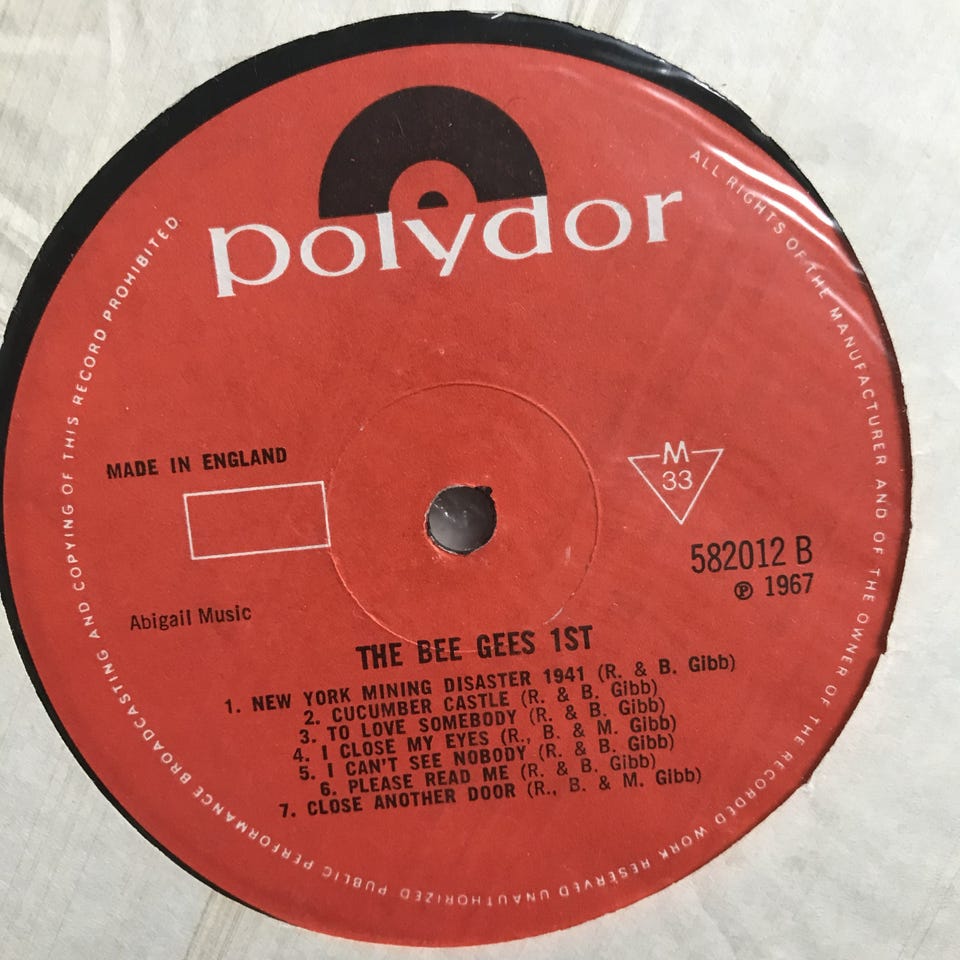 polydor
MADE IN ENGLAND
M
33
582012 B
℗ 1967
Abigail Music
THE BEE GEES 1ST
1. NEW YORK MINING DISASTER 1941 (R. & B. Gibb)
2. CUCUMBER CASTLE (R. & B. Gibb)
3. TO LOVE SOMEBODY (R. & B. Gibb)
4. I CLOSE MY EYES (R., B. & M. Gibb)
5. I CAN'T SEE NOBODY (R. & B. Gibb)
6. PLEASE READ ME (R. & B. Gibb)
7. CLOSE ANOTHER DOOR (R., B. & M. Gibb)
ALL RIGHTS OF THE MANUFACTURER AND OF THE OWNER OF THE RECORDED WORK RESERVED UNAUTHORIZED PUBLIC PERFORMANCE BROADCASTING AND COPYING OF THIS RECORD PROHIBITED